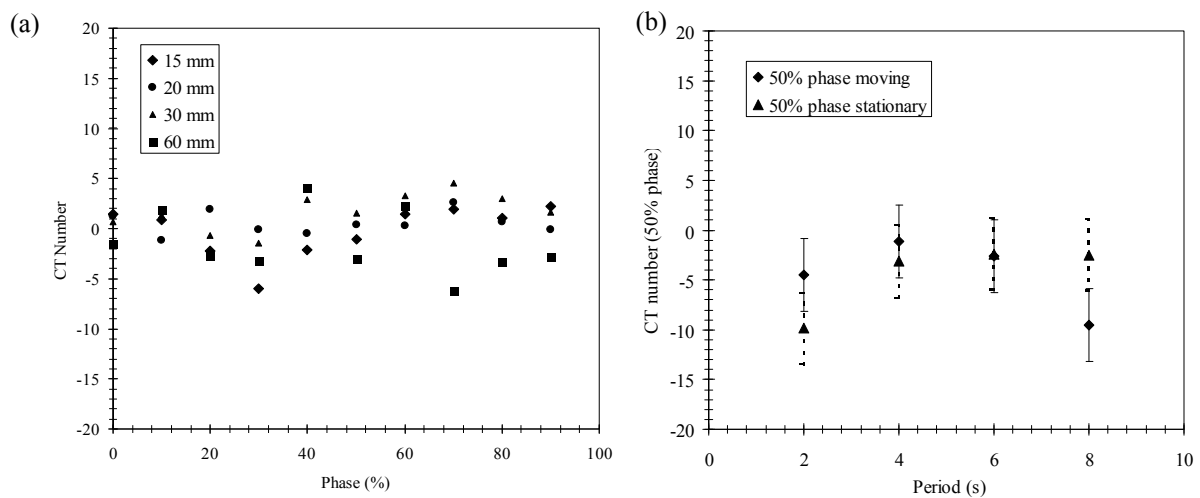 (a)
20
15
10
5
0
-5
-10
-15
-20
CT Number
15 mm
20 mm
30 mm
60 mm
0 20 40 60 80 100
Phase (%)
(b)
20
15
10
5
0
-5
-10
-15
-20
CT number (50% phase)
50% phase moving
50% phase stationary
0 2 4 6 8 10
Period (s)